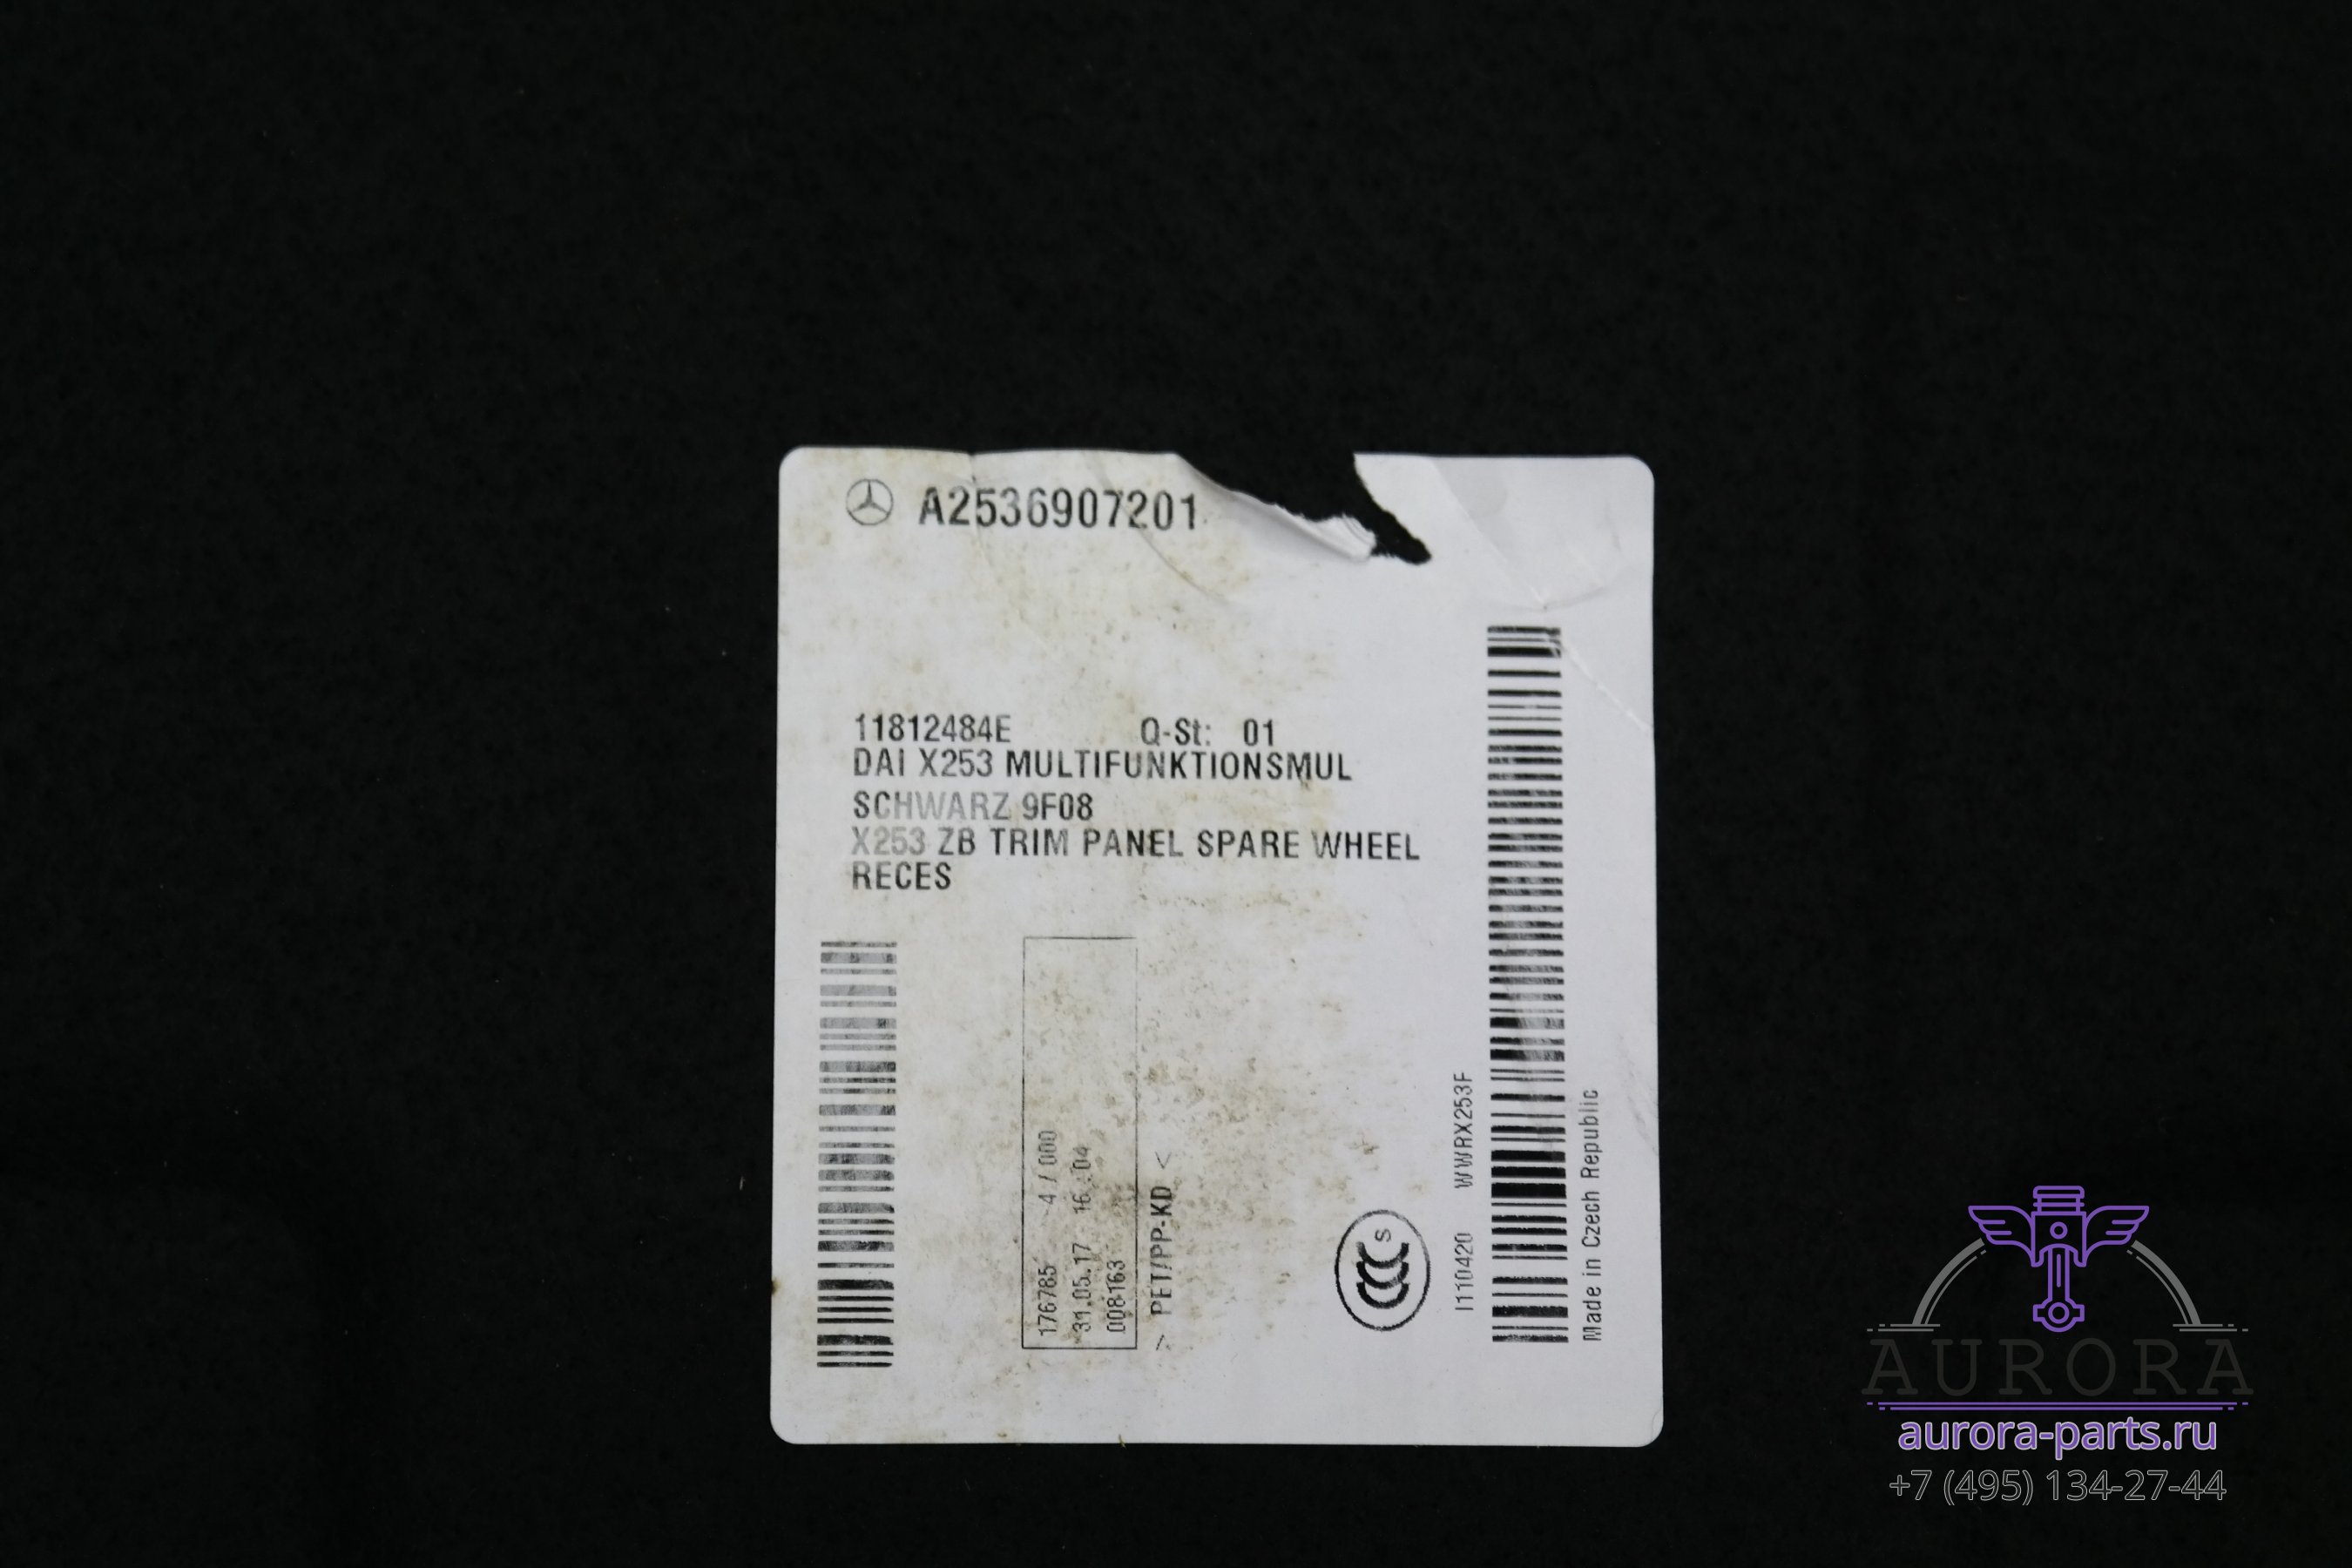 A2536907201
11812484E Q-St: 01
DAI X253 MULTIFUNKTIONSMUL
SCHWARZ 9F08
X253 ZB TRIM PANEL SPARE WHEEL
RECES
176785 4 / 000
31.05.17 16:04
008163
> PET/PP-KD <
CCC S
I110420 WWRX253F
Made in Czech Republic
AURORA
aurora-parts.ru
+7 (495) 134-27-44